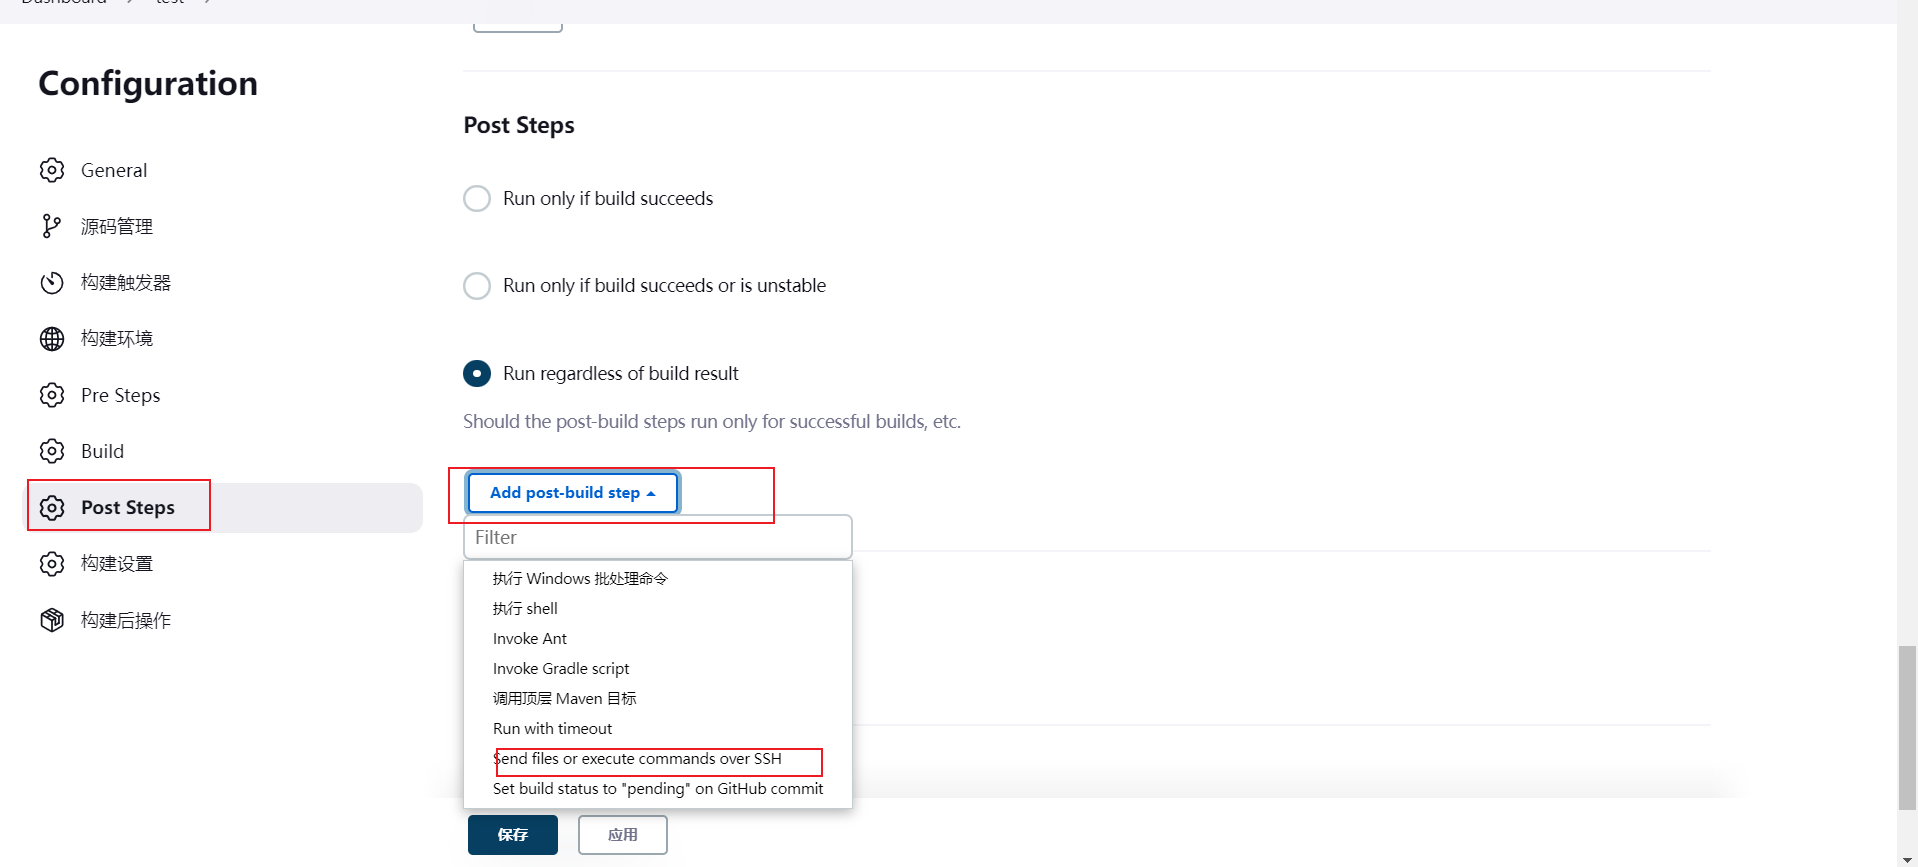 Dashboard > test >
Configuration
General
源码管理
构建触发器
构建环境
Pre Steps
Build
Post Steps
构建设置
构建后操作
Post Steps
Run only if build succeeds
Run only if build succeeds or is unstable
Run regardless of build result
Should the post-build steps run only for successful builds, etc.
Add post-build step
Filter
执行 Windows 批处理命令
执行 shell
Invoke Ant
Invoke Gradle script
调用顶层 Maven 目标
Run with timeout
Send files or execute commands over SSH
Set build status to "pending" on GitHub commit
保存
应用